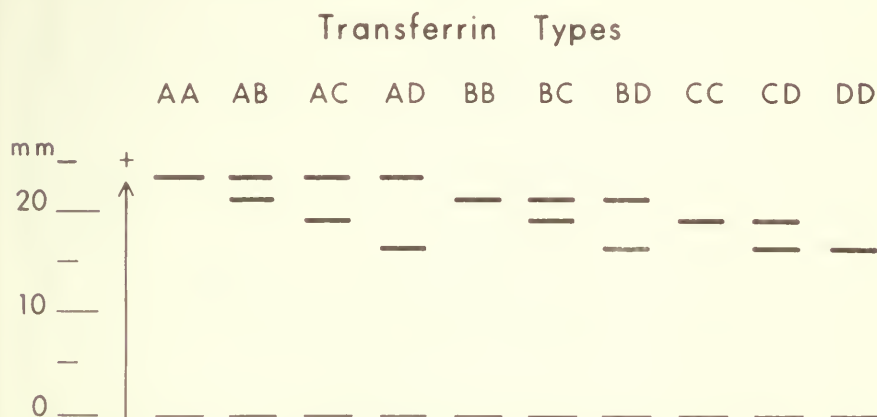 Transferrin Types
AA AB AC AD BB BC BD CC CD DD
mm +
20
10
0